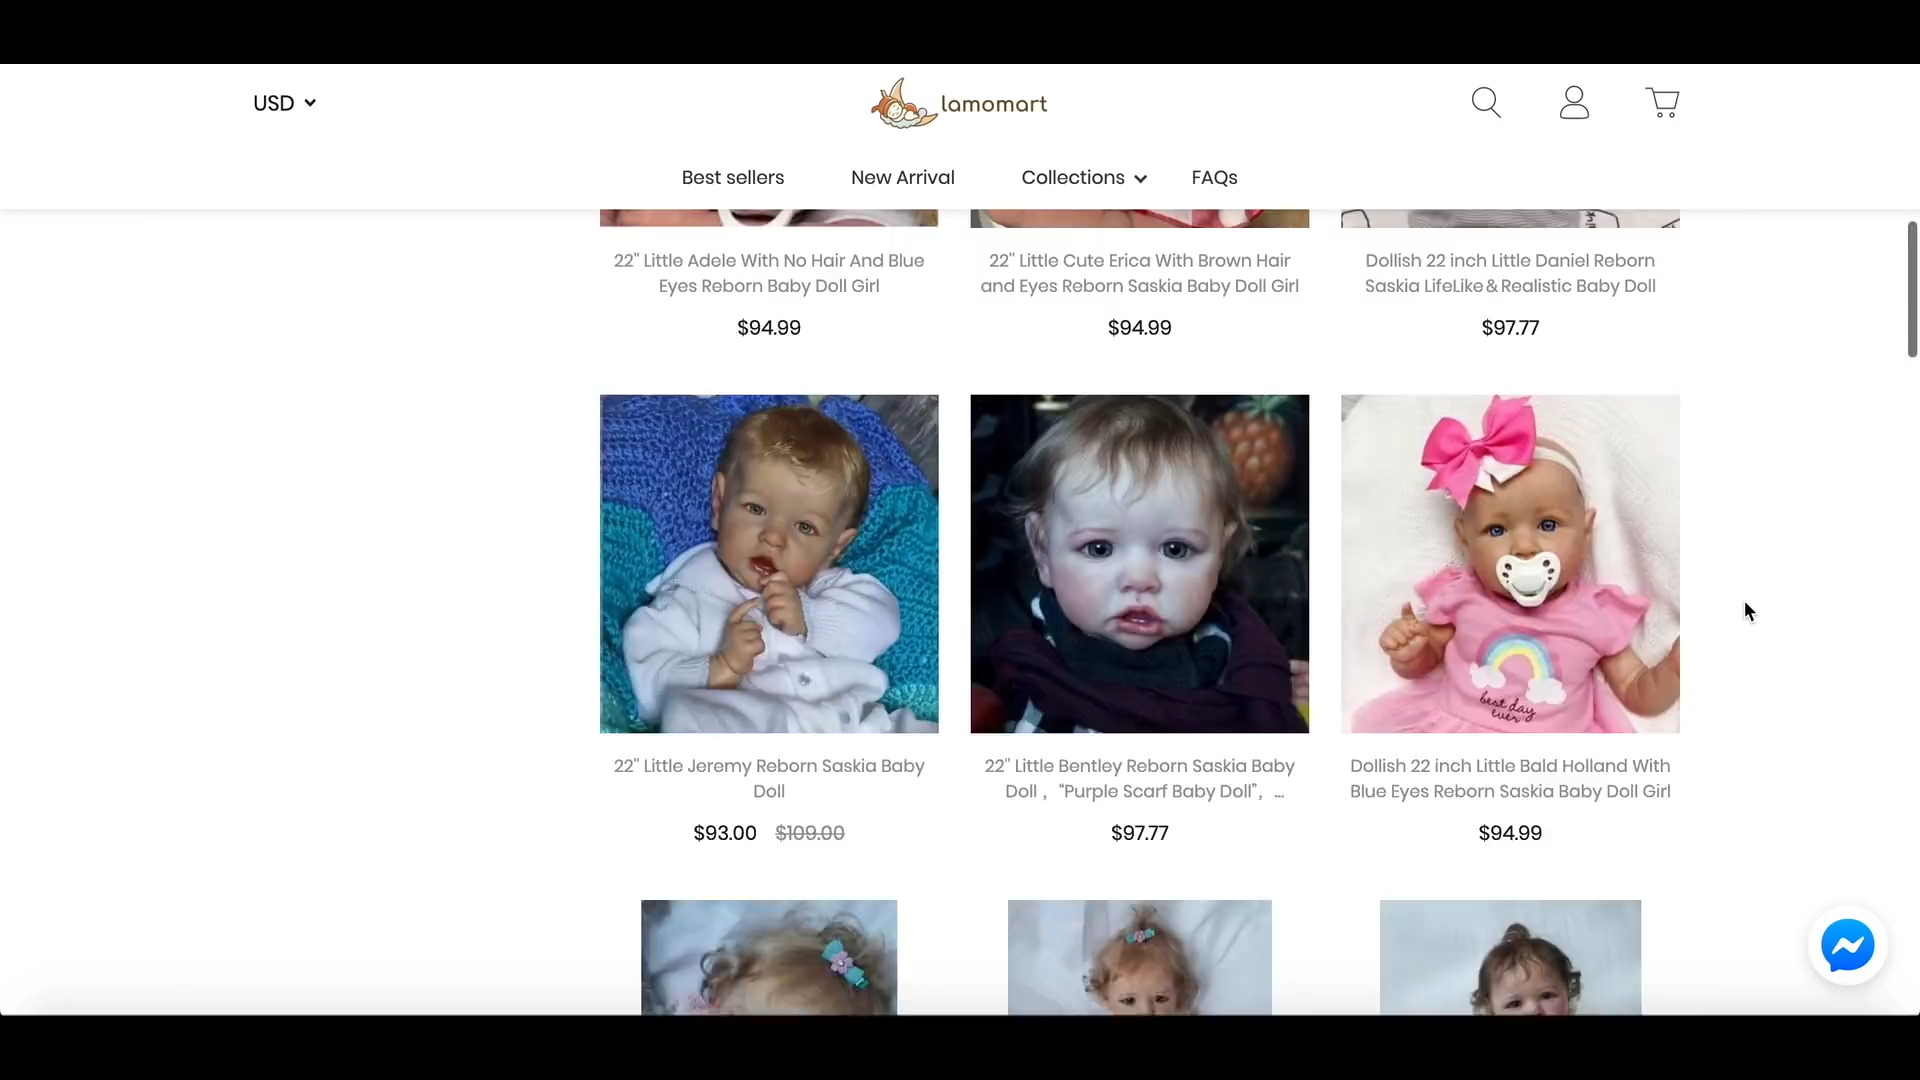 USD
lamomart
Best sellers
New Arrival
Collections
FAQs
22" Little Adele With No Hair And Blue
Eyes Reborn Baby Doll Girl
$94.99
22" Little Cute Erica With Brown Hair
and Eyes Reborn Saskia Baby Doll Girl
$94.99
Dollish 22 inch Little Daniel Reborn
Saskia LifeLike&Realistic Baby Doll
$97.77
best day
ever
22" Little Jeremy Reborn Saskia Baby
Doll
$93.00 $109.00
22" Little Bentley Reborn Saskia Baby
Doll， “Purple Scarf Baby Doll”， ...
$97.77
Dollish 22 inch Little Bald Holland With
Blue Eyes Reborn Saskia Baby Doll Girl
$94.99